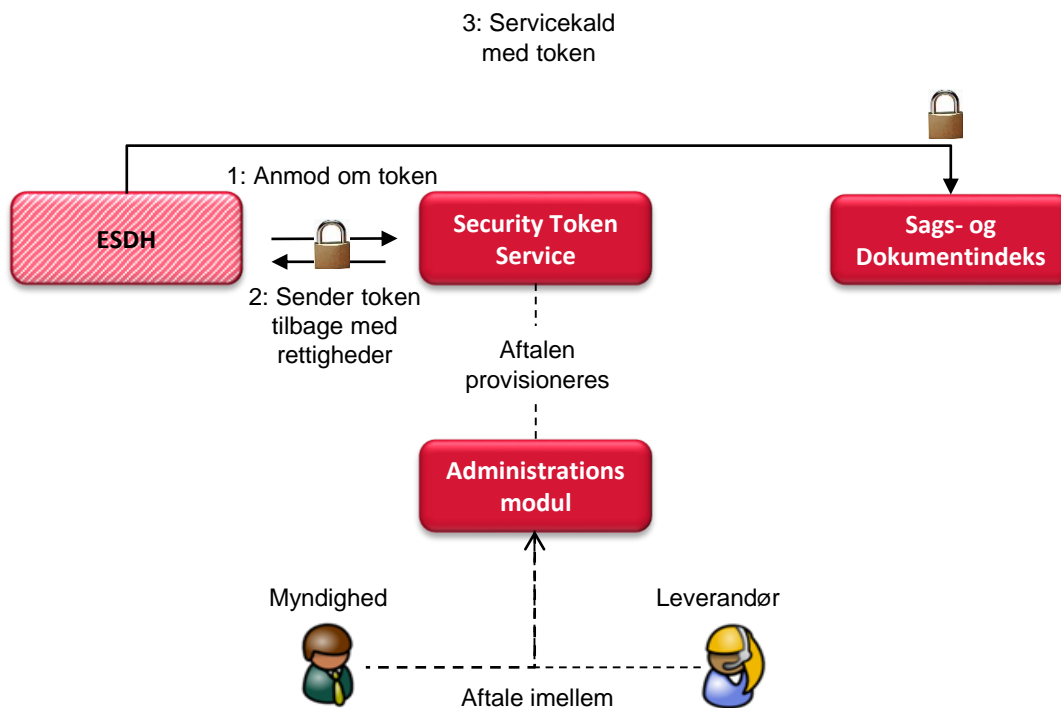 3: Servicekald
med token
1: Anmod om token
ESDH
Security Token
Service
Sags- og
Dokumentindeks
2: Sender token
tilbage med
rettigheder
Aftalen
provisioneres
Administrations
modul
Myndighed
Leverandør
Aftale imellem